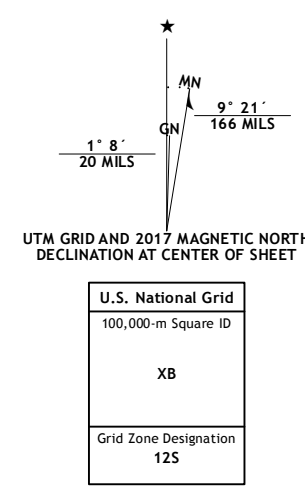 ★
MN
GN
9° 21´
166 MILS
1° 8´
20 MILS
UTM GRID AND 2017 MAGNETIC NORTH
DECLINATION AT CENTER OF SHEET
U.S. National Grid
100,000-m Square ID
XB
Grid Zone Designation
12S